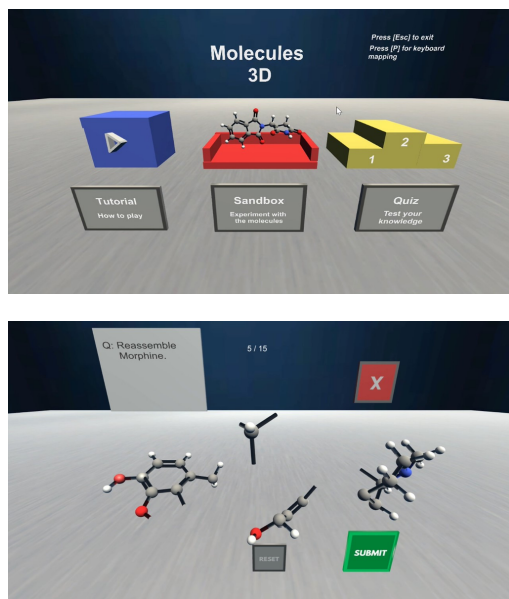 Molecules
3D
Press [Esc] to exit
Press [P] for keyboard
mapping
1
2
3
Tutorial
How to play
Sandbox
Experiment with
the molecules
Quiz
Test your
knowledge
Q: Reassemble
Morphine.
5 / 15
X
RESET
SUBMIT